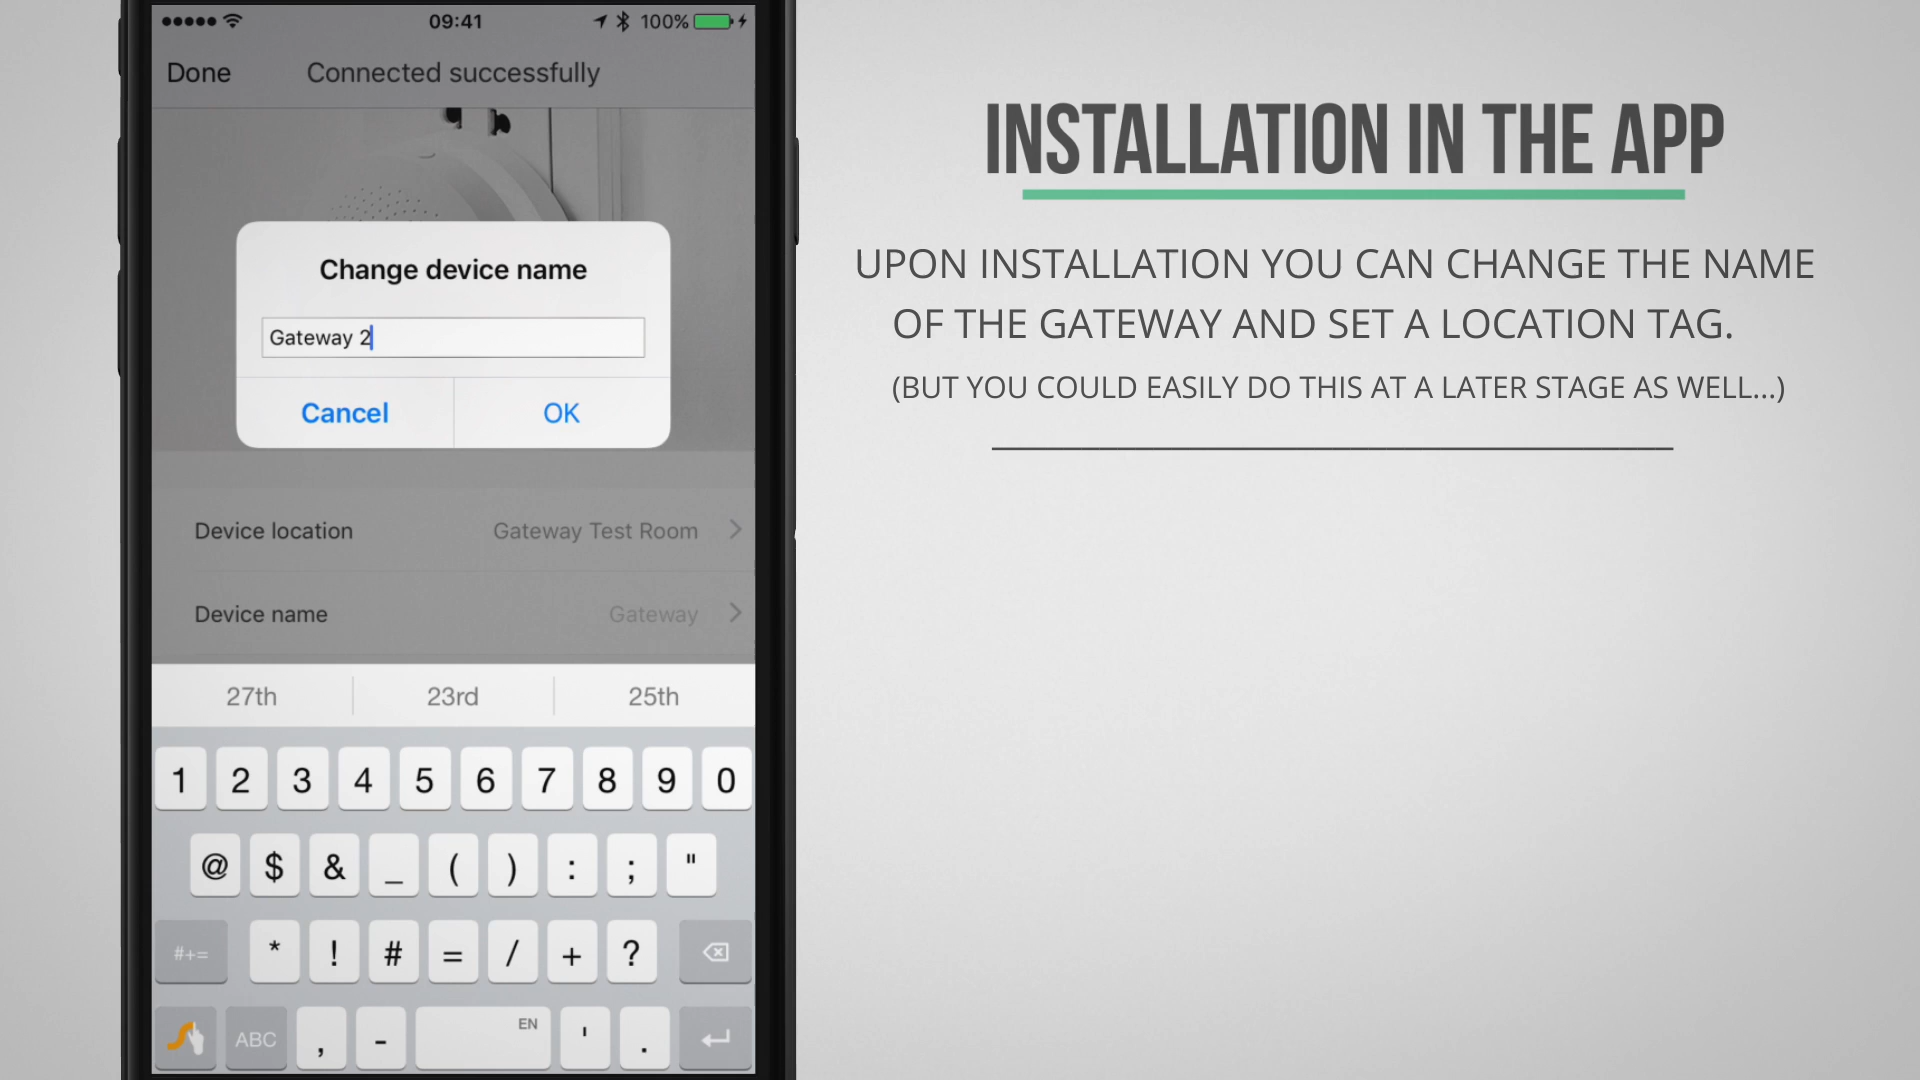 09:41
100%
Done
Connected successfully
Change device name
Gateway 2
Cancel
OK
Device location
Gateway Test Room
Device name
Gateway
27th
23rd
25th
1 2 3 4 5 6 7 8 9 0
@ $ & _ ( ) : ; "
#+= * ! # = / + ?
ABC , - EN ' .
INSTALLATION IN THE APP
UPON INSTALLATION YOU CAN CHANGE THE NAME
OF THE GATEWAY AND SET A LOCATION TAG.
(BUT YOU COULD EASILY DO THIS AT A LATER STAGE AS WELL...)